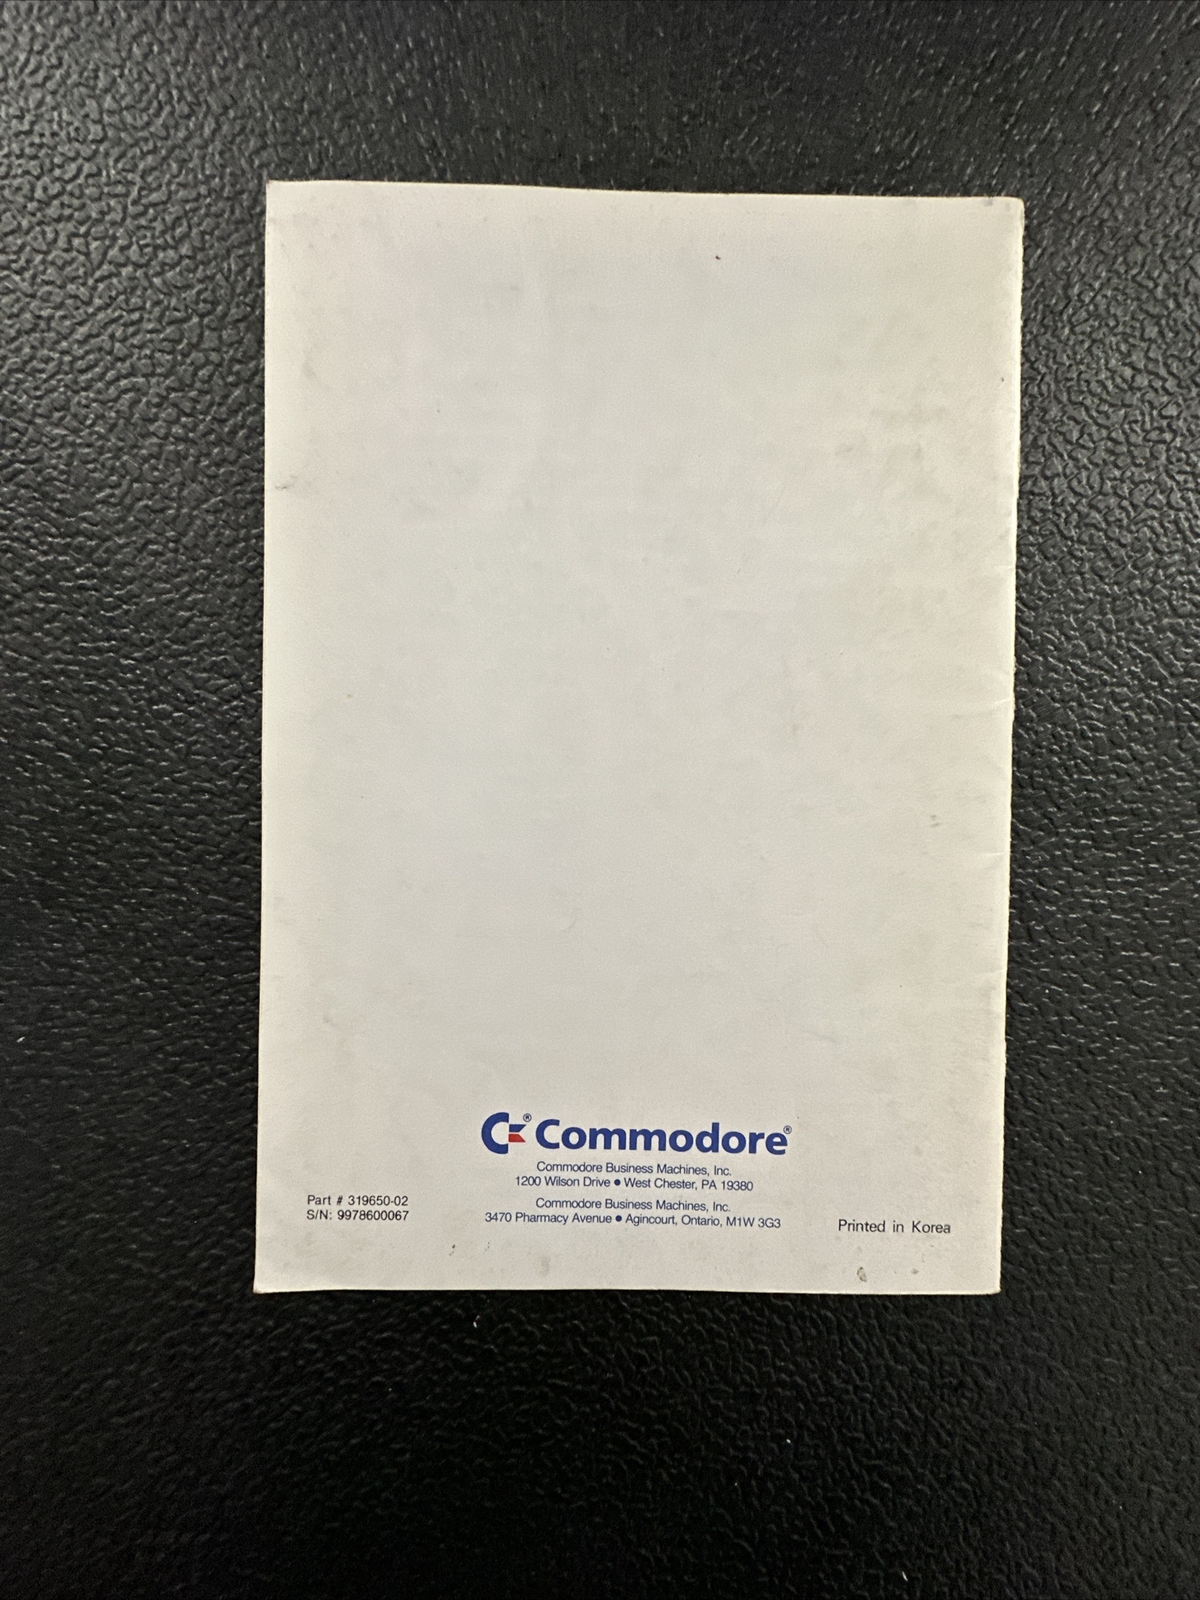 Commodore®
Commodore Business Machines, Inc.
1200 Wilson Drive ● West Chester, PA 19380
Commodore Business Machines, Inc.
3470 Pharmacy Avenue ● Agincourt, Ontario, M1W 3G3
Part # 319650-02
S/N: 9978600067
Printed in Korea